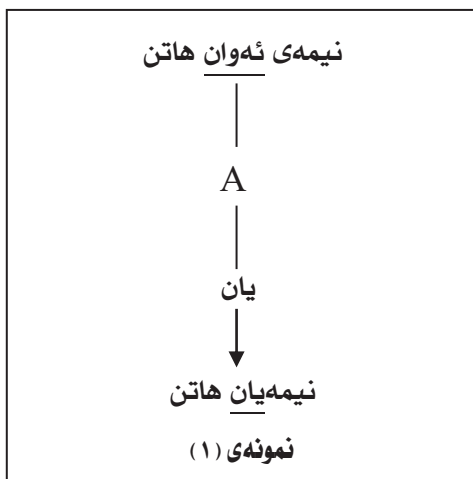 نیمەی ئەوان هاتن
A
یان
نیمەیان هاتن
نمونەی (١)